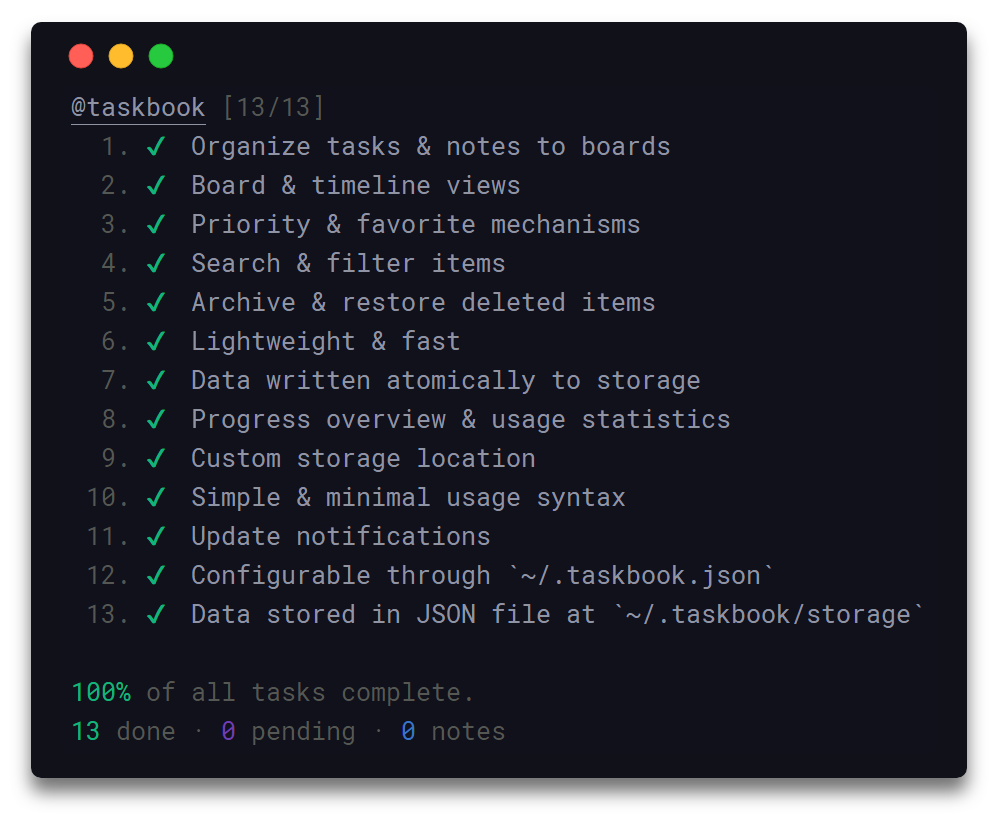 @taskbook [13/13]
1. ✔ Organize tasks & notes to boards
2. ✔ Board & timeline views
3. ✔ Priority & favorite mechanisms
4. ✔ Search & filter items
5. ✔ Archive & restore deleted items
6. ✔ Lightweight & fast
7. ✔ Data written atomically to storage
8. ✔ Progress overview & usage statistics
9. ✔ Custom storage location
10. ✔ Simple & minimal usage syntax
11. ✔ Update notifications
12. ✔ Configurable through `~/.taskbook.json`
13. ✔ Data stored in JSON file at `~/.taskbook/storage`
100% of all tasks complete.
13 done · 0 pending · 0 notes